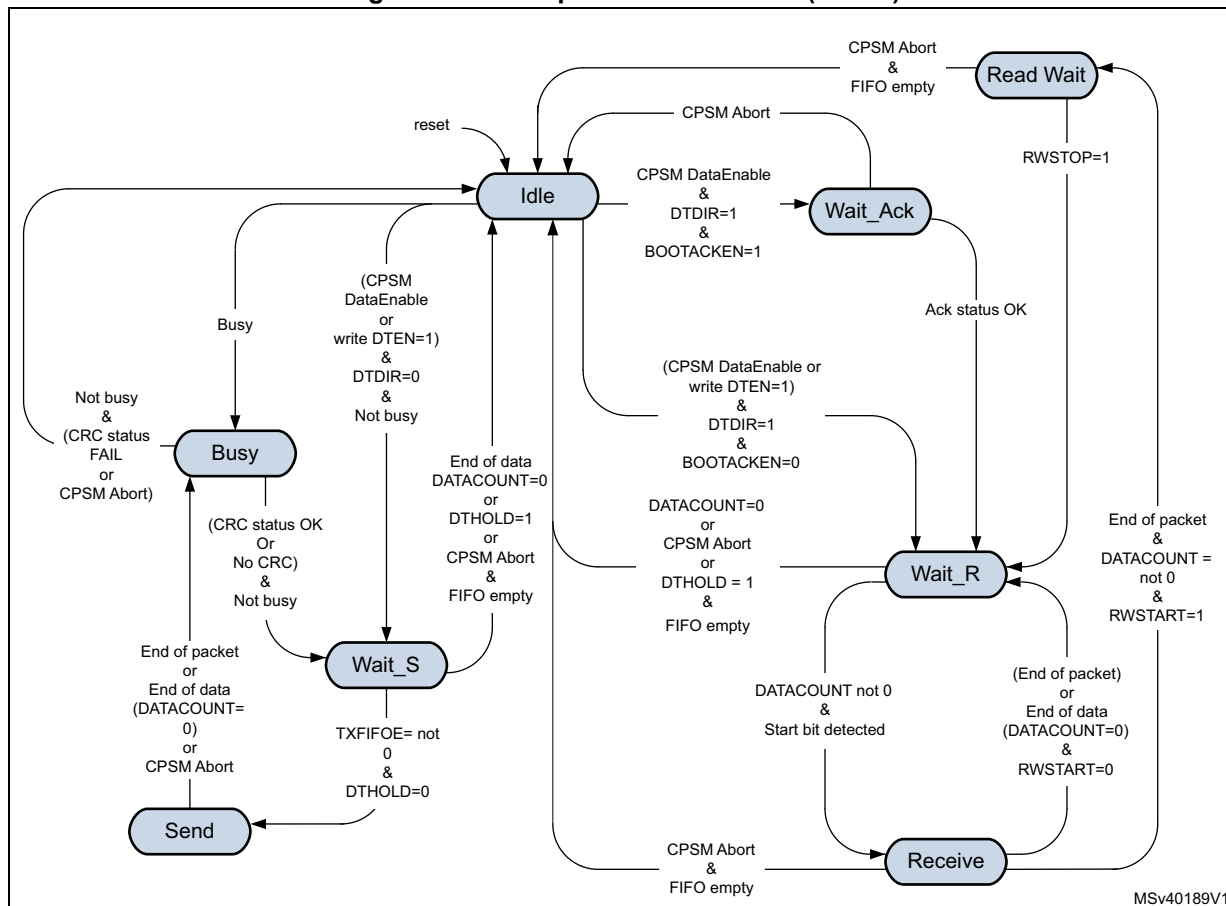 CPSM Abort
&
FIFO empty
Read Wait
reset
CPSM Abort
RWSTOP=1
Idle
CPSM DataEnable
&
DTDIR=1
&
BOOTACKEN=1
Wait_Ack
(CPSM
DataEnable
or
write DTEN=1)
&
DTDIR=0
&
Not busy
Busy
Ack status OK
(CPSM DataEnable or
write DTEN=1)
&
DTDIR=1
&
BOOTACKEN=0
Not busy
&
(CRC status
FAIL
or
CPSM Abort)
Busy
End of data
DATACOUNT=0
or
DTHOLD=1
or
CPSM Abort
&
FIFO empty
(CRC status OK
Or
No CRC)
&
Not busy
DATACOUNT=0
or
CPSM Abort
or
DTHOLD = 1
&
FIFO empty
Wait_R
End of packet
&
DATACOUNT =
not 0
&
RWSTART=1
Wait_S
End of packet
or
End of data
(DATACOUNT=
0)
or
CPSM Abort
TXFIFOE= not
0
&
DTHOLD=0
DATACOUNT not 0
&
Start bit detected
(End of packet)
or
End of data
(DATACOUNT=0)
&
RWSTART=0
Send
CPSM Abort
&
FIFO empty
Receive
MSv40189V1